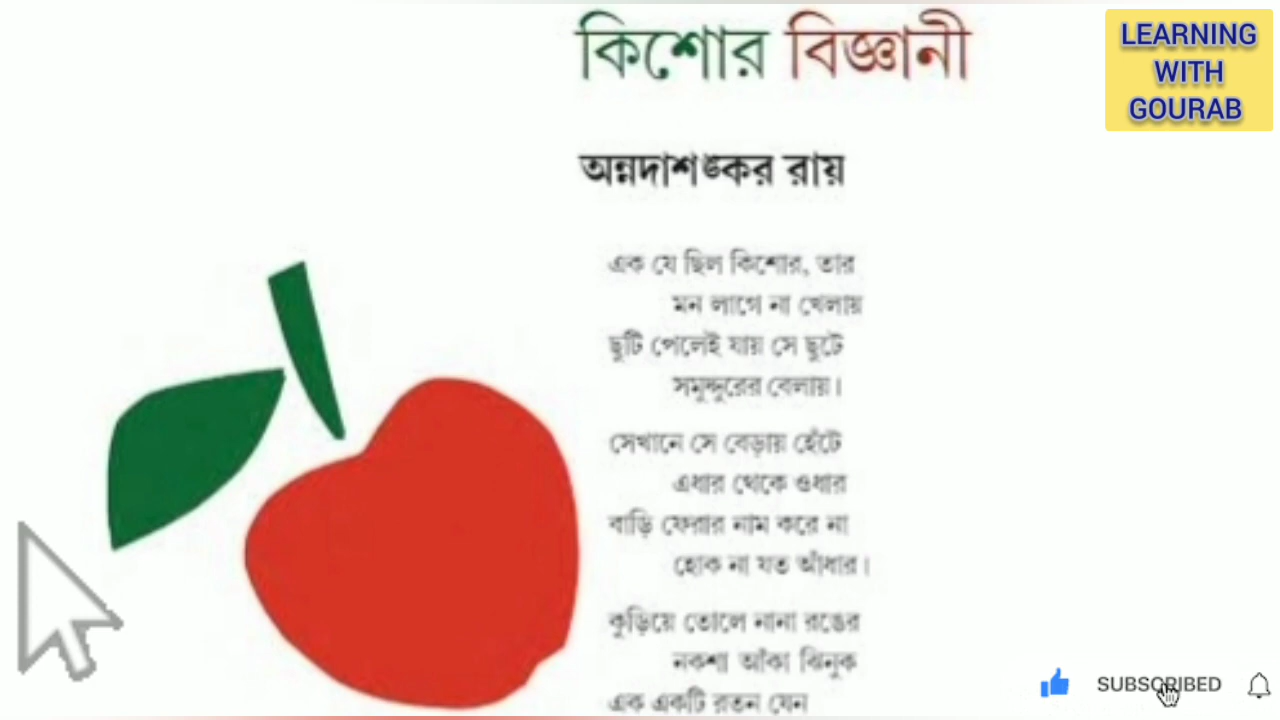 কিশোর বিজ্ঞানী
LEARNING
WITH
GOURAB
অন্নদাশঙ্কর রায়
এক যে ছিল কিশোর, তার
মন লাগে না খেলায়
ছুটি পেলেই যায় সে ছুটে
সমুদ্দুরের বেলায়।
সেখানে সে বেড়ায় হেঁটে
এধার থেকে ওধার
বাড়ি ফেরার নাম করে না
হোক না যত আঁধার।
কুড়িয়ে তোলে নানা রঙের
নকশা আঁকা ঝিনুক
এক একটি রতন যেন
SUBSCRIBED